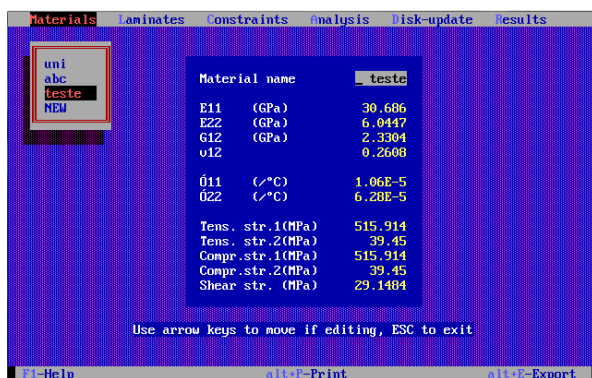 Materials Laminates Constraints Analysis Disk-update Results
uni
abc
teste
NEW
Material name _ teste
E11 (GPa) 30.686
E22 (GPa) 6.0447
G12 (GPa) 2.3304
υ12 0.2608
Ó11 (/°C) 1.06E-5
Ó22 (/°C) 6.28E-5
Tens. str.1(MPa) 515.914
Tens. str.2(MPa) 39.45
Compr.str.1(MPa) 515.914
Compr.str.2(MPa) 39.45
Shear str. (MPa) 29.1484
Use arrow keys to move if editing, ESC to exit
F1-Help alt+P-Print alt+E-Export